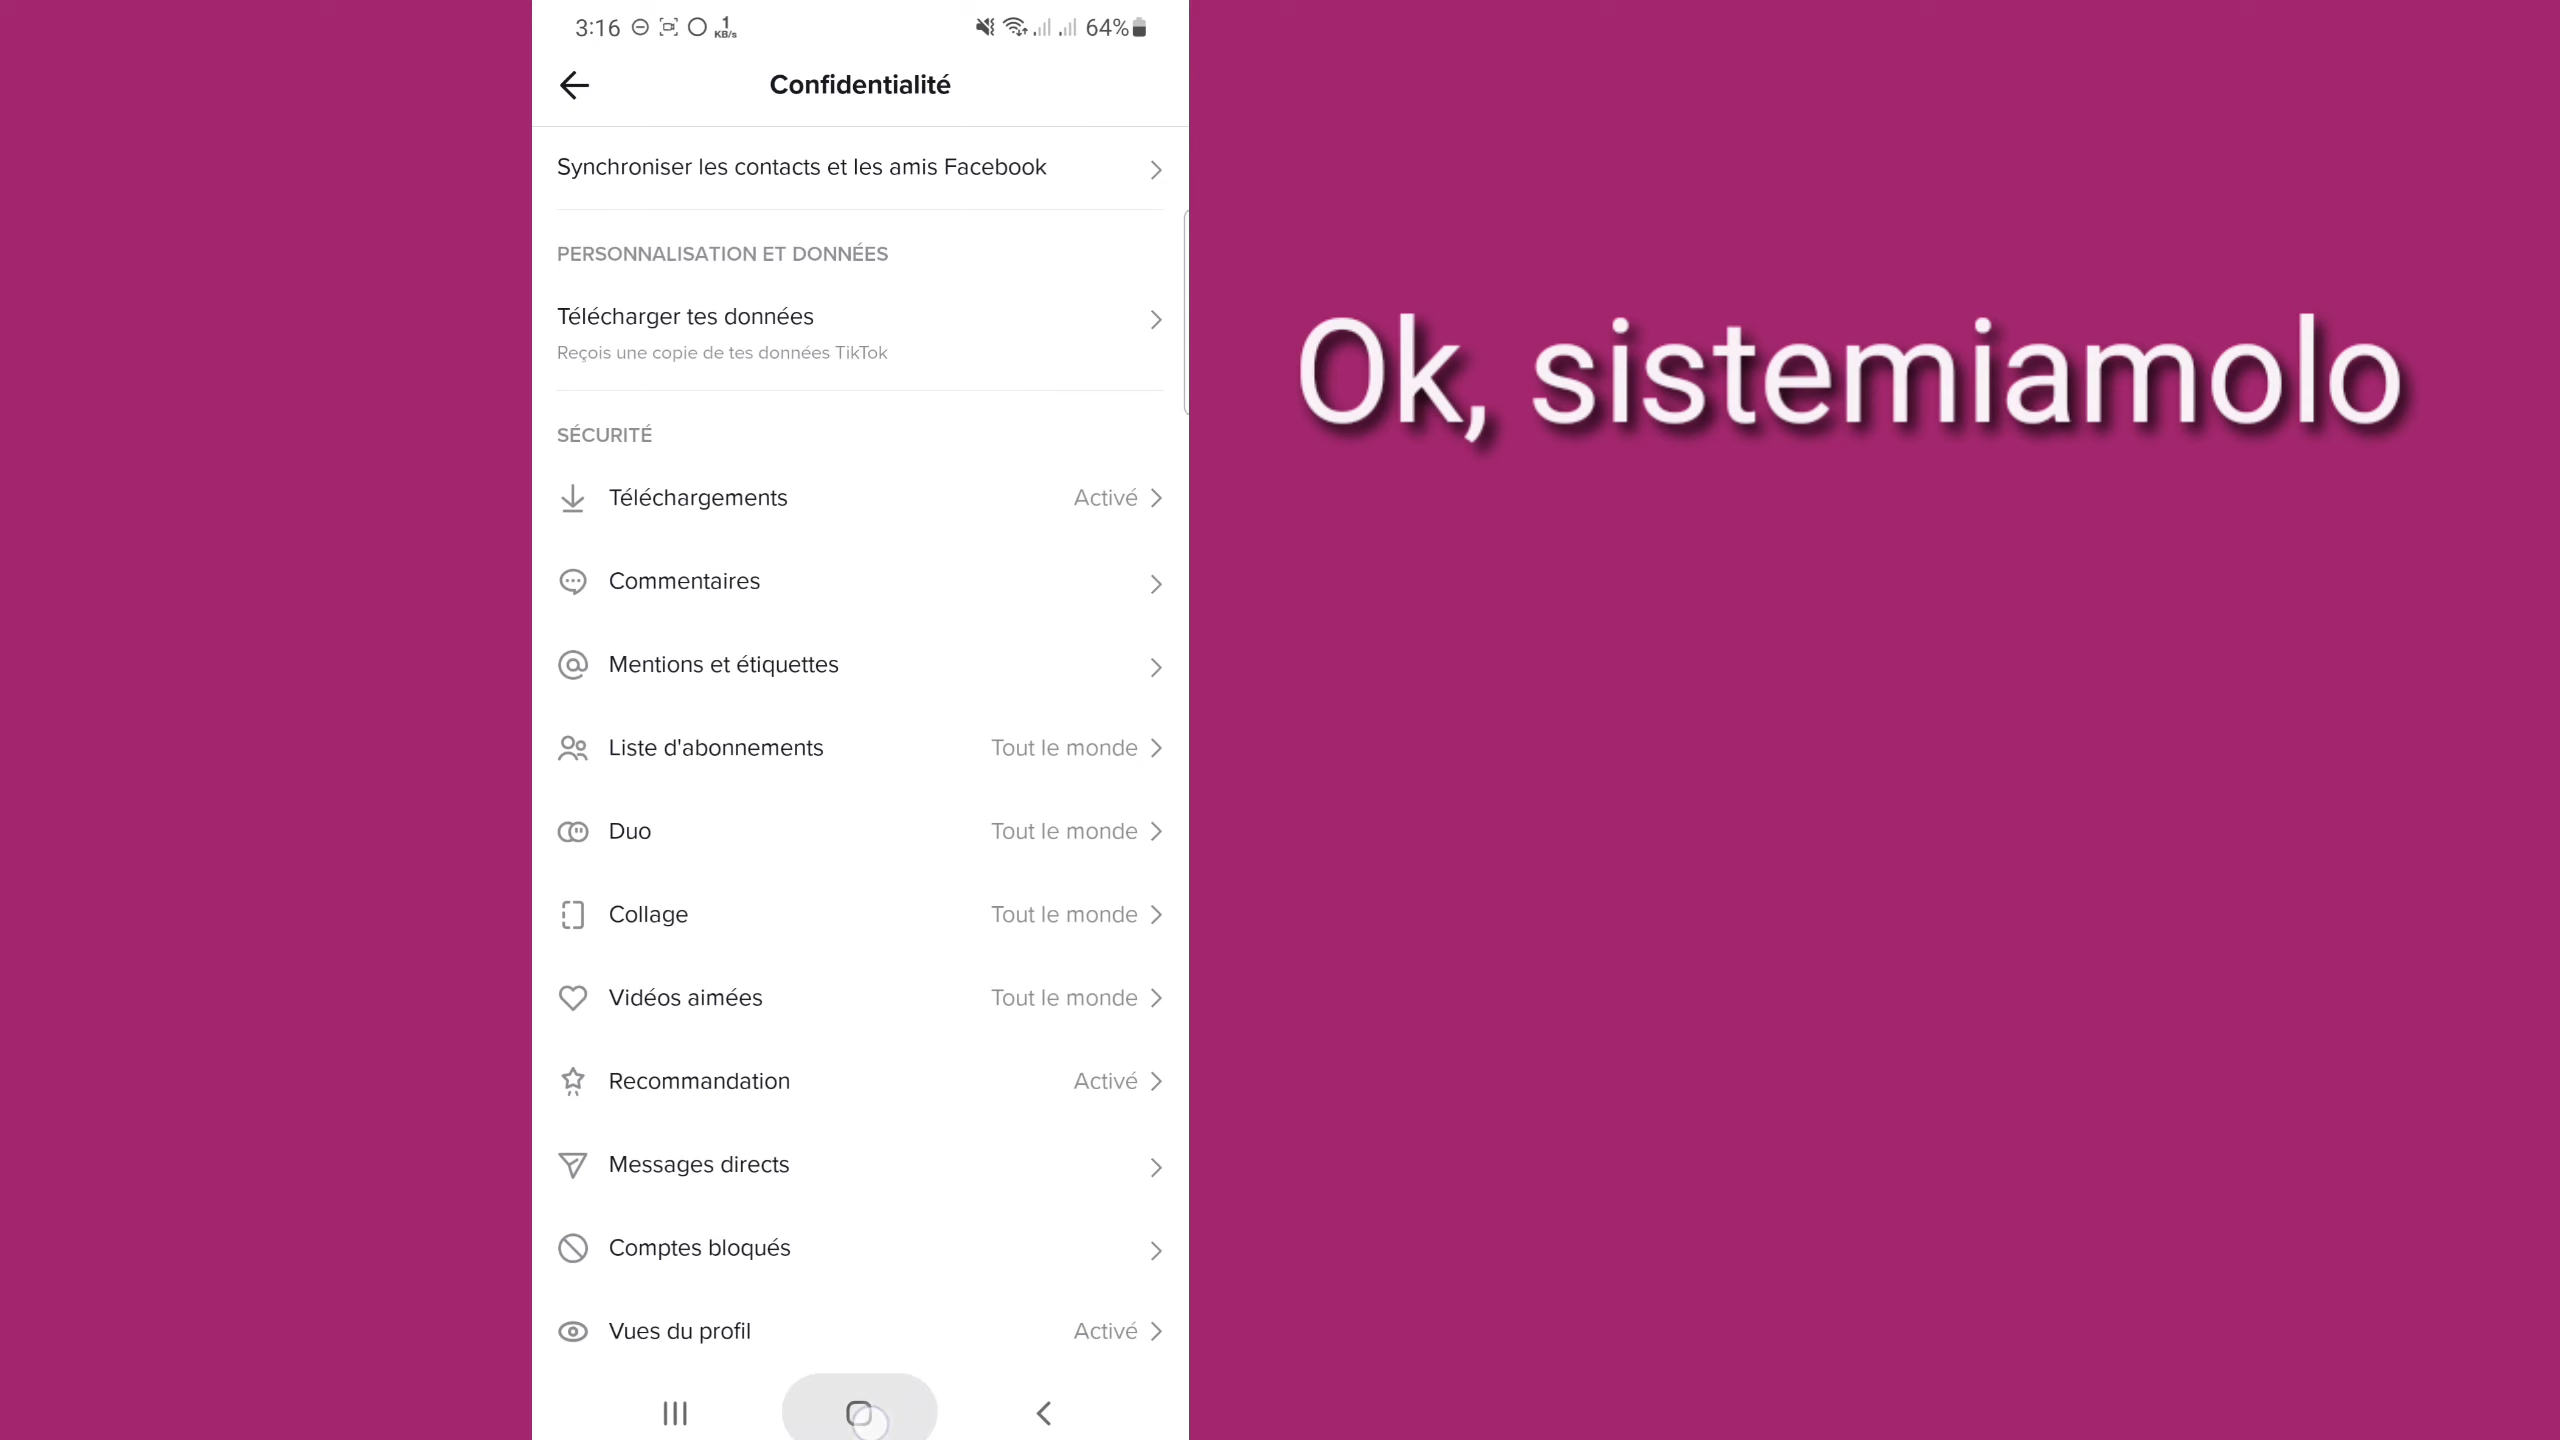 3:16 1 KB/s 64%
Confidentialité
Synchroniser les contacts et les amis Facebook
PERSONNALISATION ET DONNÉES
Télécharger tes données
Reçois une copie de tes données TikTok
SÉCURITÉ
Téléchargements Activé
Commentaires
Mentions et étiquettes
Liste d'abonnements Tout le monde
Duo Tout le monde
Collage Tout le monde
Vidéos aimées Tout le monde
Recommandation Activé
Messages directs
Comptes bloqués
Vues du profil Activé
Ok, sistemiamolo